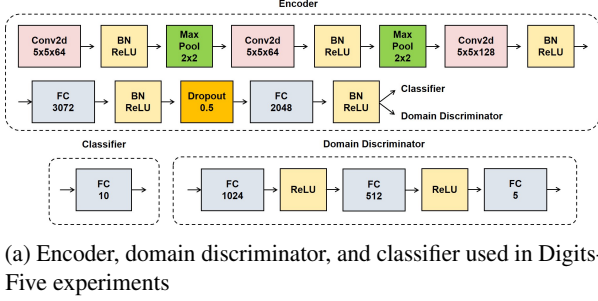 Encoder
Conv2d 5x5x64
BN ReLU
Max Pool 2x2
Conv2d 5x5x64
BN ReLU
Max Pool 2x2
Conv2d 5x5x128
BN ReLU
FC 3072
BN ReLU
Dropout 0.5
FC 2048
BN ReLU
Classifier
Domain Discriminator
Classifier
FC 10
Domain Discriminator
FC 1024
ReLU
FC 512
ReLU
FC 5
(a) Encoder, domain discriminator, and classifier used in Digits-
Five experiments